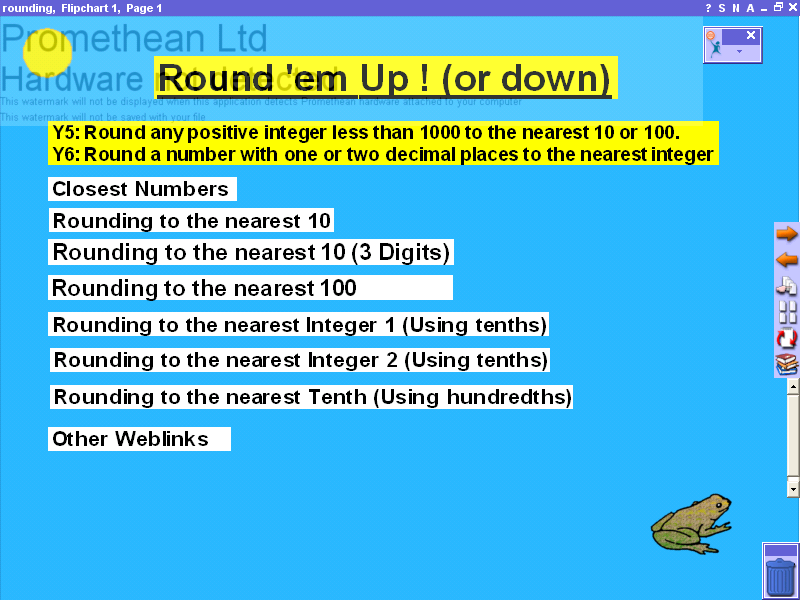 rounding, Flipchart 1, Page 1
? S N A
Promethean Ltd
Hardware not detected
This watermark will not be displayed when this application detects Promethean hardware attached to your computer
This watermark will not be saved with your file
Round 'em Up ! (or down)
Y5: Round any positive integer less than 1000 to the nearest 10 or 100.
Y6: Round a number with one or two decimal places to the nearest integer
Closest Numbers
Rounding to the nearest 10
Rounding to the nearest 10 (3 Digits)
Rounding to the nearest 100
Rounding to the nearest Integer 1 (Using tenths)
Rounding to the nearest Integer 2 (Using tenths)
Rounding to the nearest Tenth (Using hundredths)
Other Weblinks